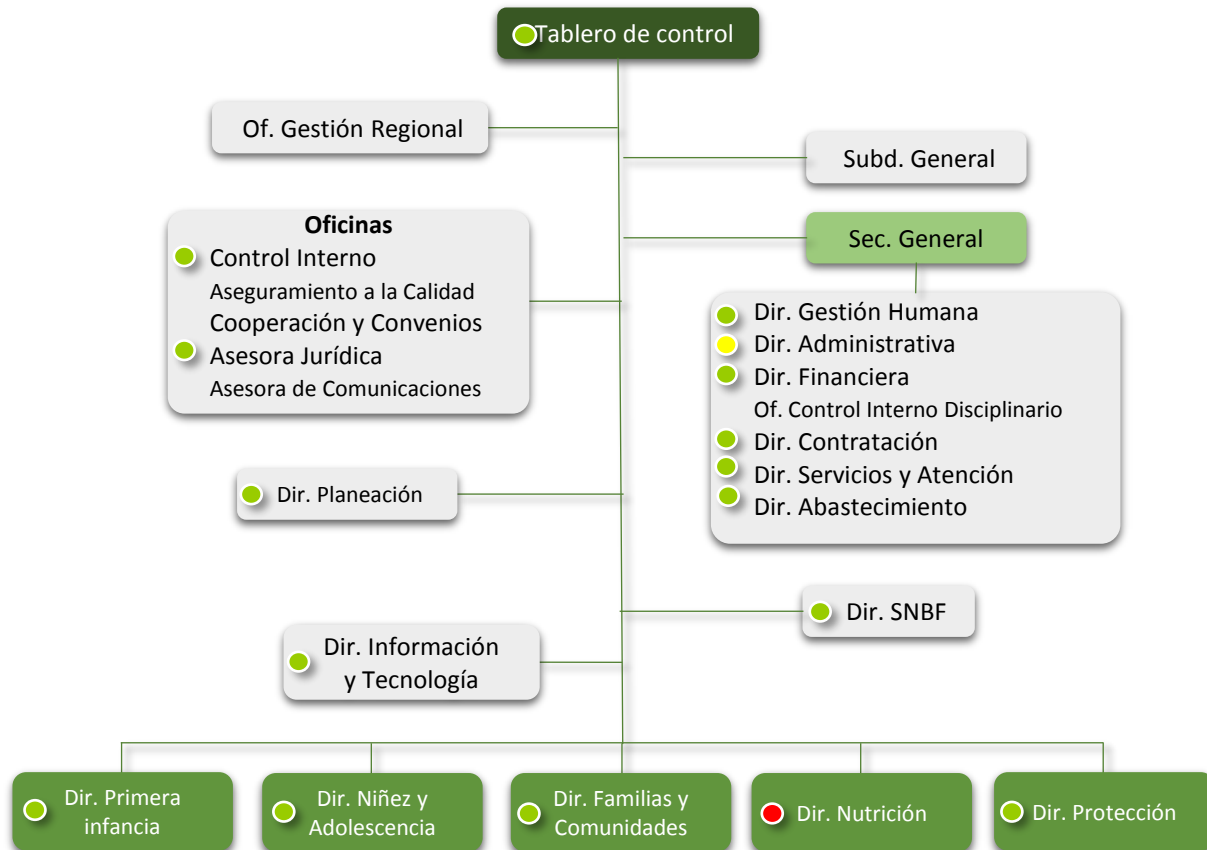 Tablero de control
Of. Gestión Regional
Subd. General
Oficinas
Control Interno
Aseguramiento a la Calidad
Cooperación y Convenios
Asesora Jurídica
Asesora de Comunicaciones
Sec. General
Dir. Gestión Humana
Dir. Administrativa
Dir. Financiera
Of. Control Interno Disciplinario
Dir. Contratación
Dir. Servicios y Atención
Dir. Abastecimiento
Dir. Planeación
Dir. SNBF
Dir. Información
y Tecnología
Dir. Primera
infancia
Dir. Niñez y
Adolescencia
Dir. Familias y
Comunidades
Dir. Nutrición
Dir. Protección